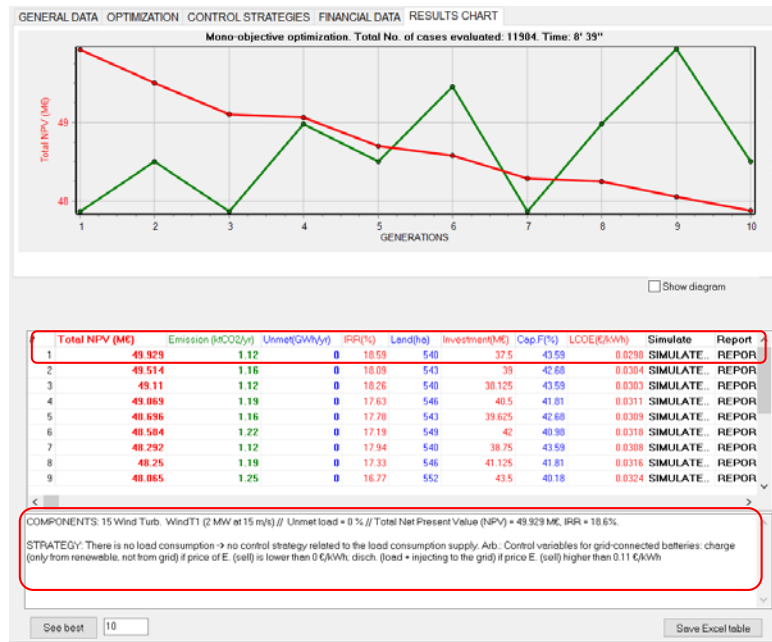 GENERAL DATA OPTIMIZATION CONTROL STRATEGIES FINANCIAL DATA RESULTS CHART
Mono-objective optimization. Total No. of cases evaluated: 11904. Time: 8' 39''
Total NPV (M€)
49
48
1 2 3 4 5 6 7 8 9 10
GENERATIONS
Show diagram
# Total NPV (M€) Emission (ktCO2/yr) Unmet(GWh/yr) IRR(%) Land(ha) Investment(M€) Cap.F(%) LCOE(€/kWh) Simulate Report
1 49.929 1.12 0 18.59 540 37.5 43.59 0.0298 SIMULATE.. REPOR
2 49.514 1.16 0 18.09 543 39 42.68 0.0304 SIMULATE.. REPOR
3 49.11 1.12 0 18.26 540 38.125 43.59 0.0303 SIMULATE.. REPOR
4 49.069 1.19 0 17.63 546 40.5 41.81 0.0311 SIMULATE.. REPOR
5 48.696 1.16 0 17.78 543 39.625 42.68 0.0309 SIMULATE.. REPOR
6 48.584 1.22 0 17.19 549 42 40.98 0.0318 SIMULATE.. REPOR
7 48.292 1.12 0 17.94 540 38.75 43.59 0.0308 SIMULATE.. REPOR
8 48.25 1.19 0 17.33 546 41.125 41.81 0.0316 SIMULATE.. REPOR
9 48.065 1.25 0 16.77 552 43.5 40.18 0.0324 SIMULATE.. REPOR
COMPONENTS: 15 Wind Turb. WindT1 (2 MW at 15 m/s) // Unmet load = 0 % // Total Net Present Value (NPV) = 49.929 M€, IRR = 18.6%.
STRATEGY: There is no load consumption -> no control strategy related to the load consumption supply. Arb.: Control variables for grid-connected batteries: charge
(only from renewable, not from grid) if price of E. (sell) is lower than 0 €/kWh; disch. (load + injecting to the grid) if price E. (sell) higher than 0.11 €/kWh
See best 10 Save Excel table